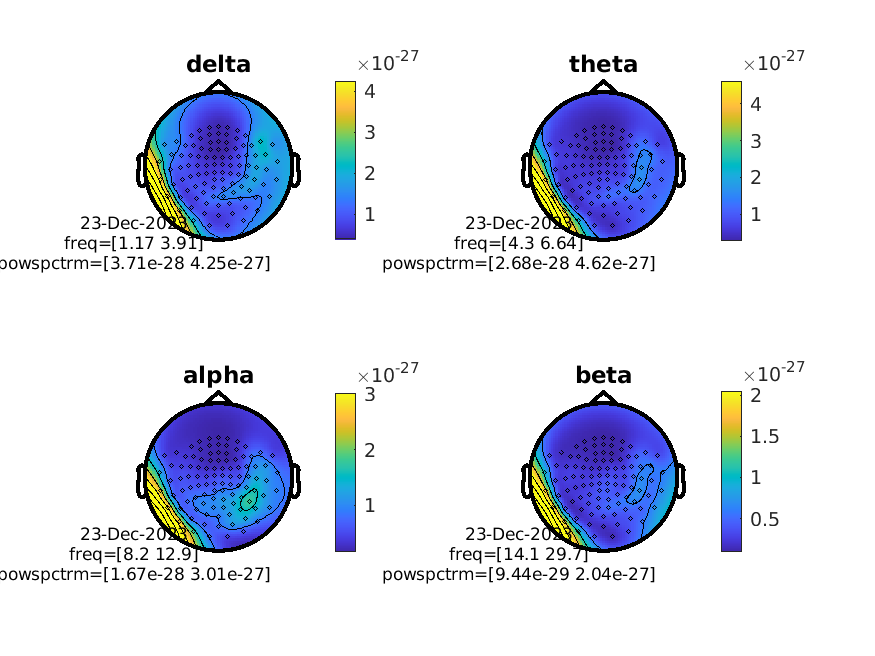 delta
×10-27
4
3
2
1
23-Dec-2023
freq=[1.17 3.91]
powspctrm=[3.71e-28 4.25e-27]
theta
×10-27
4
3
2
1
23-Dec-2023
freq=[4.3 6.64]
powspctrm=[2.68e-28 4.62e-27]
alpha
×10-27
3
2
1
23-Dec-2023
freq=[8.2 12.9]
powspctrm=[1.67e-28 3.01e-27]
beta
×10-27
2
1.5
1
0.5
23-Dec-2023
freq=[14.1 29.7]
powspctrm=[9.44e-29 2.04e-27]